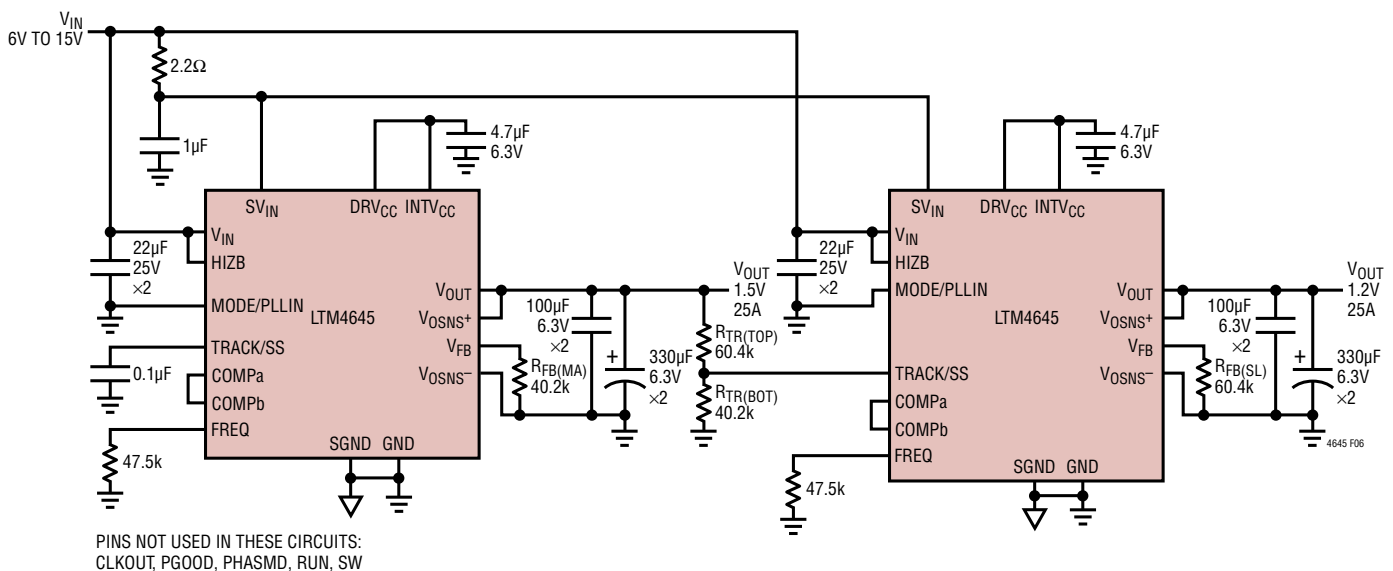 VIN
6V TO 15V
2.2Ω
1µF
4.7µF
6.3V
SVIN
DRVCC
INTVCC
VIN
HIZB
22µF
25V
×2
MODE/PLLIN
LTM4645
TRACK/SS
0.1µF
COMPa
COMPb
FREQ
47.5k
SGND
GND
VOUT
VOSNS+
VFB
VOSNS–
RFB(MA)
40.2k
100µF
6.3V
×2
+
330µF
6.3V
×2
VOUT
1.5V
25A
RTR(TOP)
60.4k
RTR(BOT)
40.2k
4.7µF
6.3V
SVIN
DRVCC
INTVCC
VIN
HIZB
22µF
25V
×2
MODE/PLLIN
LTM4645
TRACK/SS
COMPa
COMPb
FREQ
47.5k
SGND
GND
VOUT
VOSNS+
VFB
VOSNS–
RFB(SL)
60.4k
100µF
6.3V
×2
+
330µF
6.3V
×2
VOUT
1.2V
25A
4645 F06
PINS NOT USED IN THESE CIRCUITS:
CLKOUT, PGOOD, PHASMD, RUN, SW